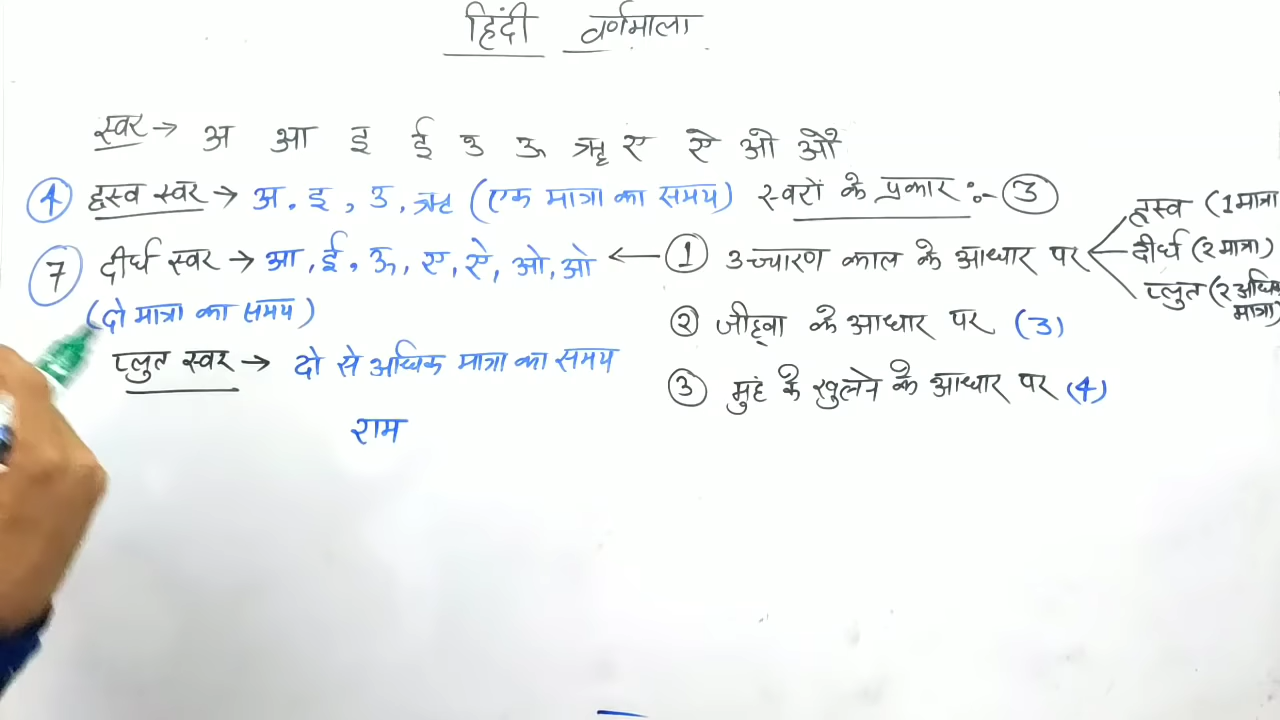 हिंदी वर्णमाला
स्वर → अ आ इ ई उ ऊ ऋ ए ऐ ओ औ
④ ह्रस्व स्वर → अ, इ, उ, ऋ (एक मात्रा का समय)
⑦ दीर्घ स्वर → आ, ई, ऊ, ए, ऐ, ओ, ओ
(दो मात्रा का समय)
प्लुत स्वर → दो से अधिक मात्रा का समय
राम
स्वरों के प्रकार :- ③
① उच्चारण काल के आधार पर
ह्रस्व (1 मात्रा
दीर्घ (2 मात्रा)
प्लुत (2 अधिक
मात्रा)
② जीह्वा के आधार पर (3)
③ मुहं के खुलने के आधार पर (4)